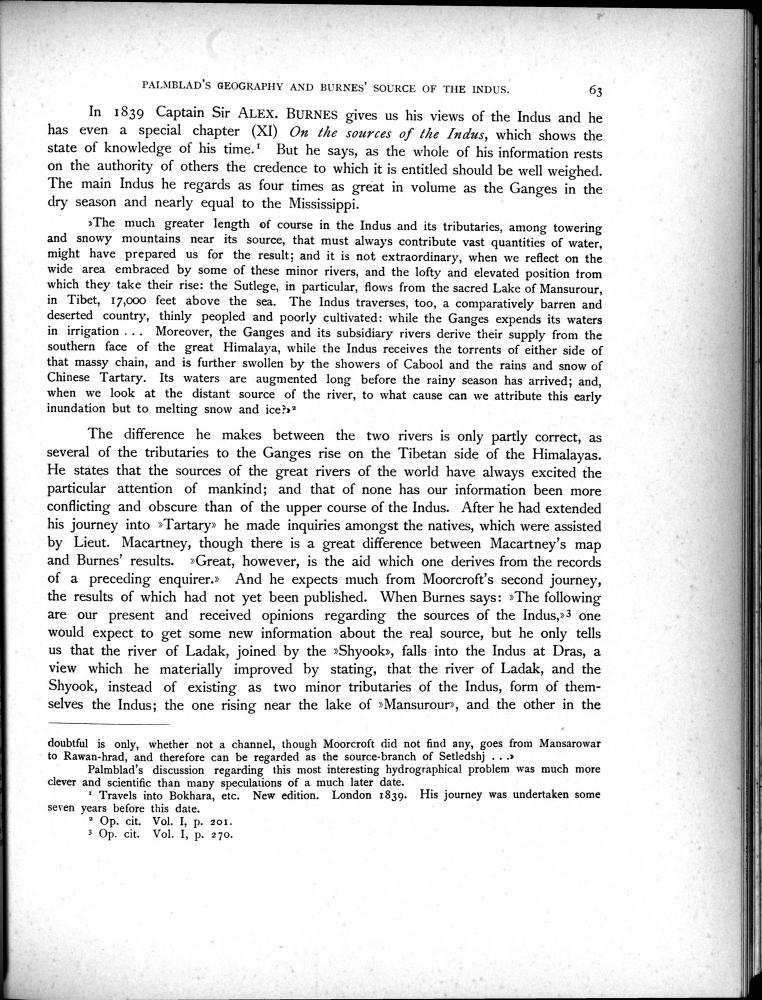 PALMBLAD'S GEOGRAPHY AND BURNES' SOURCE OF THE INDUS. 63
In 1839 Captain Sir ALEX. BURNES gives us his views of the Indus and he
has even a special chapter (XI) On the sources of the Indus, which shows the
state of knowledge of his time.¹ But he says, as the whole of his information rests
on the authority of others the credence to which it is entitled should be well weighed.
The main Indus he regards as four times as great in volume as the Ganges in the
dry season and nearly equal to the Mississippi.
»The much greater length of course in the Indus and its tributaries, among towering
and snowy mountains near its source, that must always contribute vast quantities of water,
might have prepared us for the result; and it is not extraordinary, when we reflect on the
wide area embraced by some of these minor rivers, and the lofty and elevated position from
which they take their rise: the Sutlege, in particular, flows from the sacred Lake of Mansurour,
in Tibet, 17,000 feet above the sea. The Indus traverses, too, a comparatively barren and
deserted country, thinly peopled and poorly cultivated: while the Ganges expends its waters
in irrigation . . . Moreover, the Ganges and its subsidiary rivers derive their supply from the
southern face of the great Himalaya, while the Indus receives the torrents of either side of
that massy chain, and is further swollen by the showers of Cabool and the rains and snow of
Chinese Tartary. Its waters are augmented long before the rainy season has arrived; and,
when we look at the distant source of the river, to what cause can we attribute this early
inundation but to melting snow and ice?»²
The difference he makes between the two rivers is only partly correct, as
several of the tributaries to the Ganges rise on the Tibetan side of the Himalayas.
He states that the sources of the great rivers of the world have always excited the
particular attention of mankind; and that of none has our information been more
conflicting and obscure than of the upper course of the Indus. After he had extended
his journey into »Tartary» he made inquiries amongst the natives, which were assisted
by Lieut. Macartney, though there is a great difference between Macartney's map
and Burnes' results. »Great, however, is the aid which one derives from the records
of a preceding enquirer.» And he expects much from Moorcroft's second journey,
the results of which had not yet been published. When Burnes says: »The following
are our present and received opinions regarding the sources of the Indus,»³ one
would expect to get some new information about the real source, but he only tells
us that the river of Ladak, joined by the »Shyook», falls into the Indus at Dras, a
view which he materially improved by stating, that the river of Ladak, and the
Shyook, instead of existing as two minor tributaries of the Indus, form of them-
selves the Indus; the one rising near the lake of »Mansurour», and the other in the
doubtful is only, whether not a channel, though Moorcroft did not find any, goes from Mansarowar
to Rawan-hrad, and therefore can be regarded as the source-branch of Setledshj . . .»
Palmblad's discussion regarding this most interesting hydrographical problem was much more
clever and scientific than many speculations of a much later date.
¹ Travels into Bokhara, etc. New edition. London 1839. His journey was undertaken some
seven years before this date.
² Op. cit. Vol. I, p. 201.
³ Op. cit. Vol. I, p. 270.